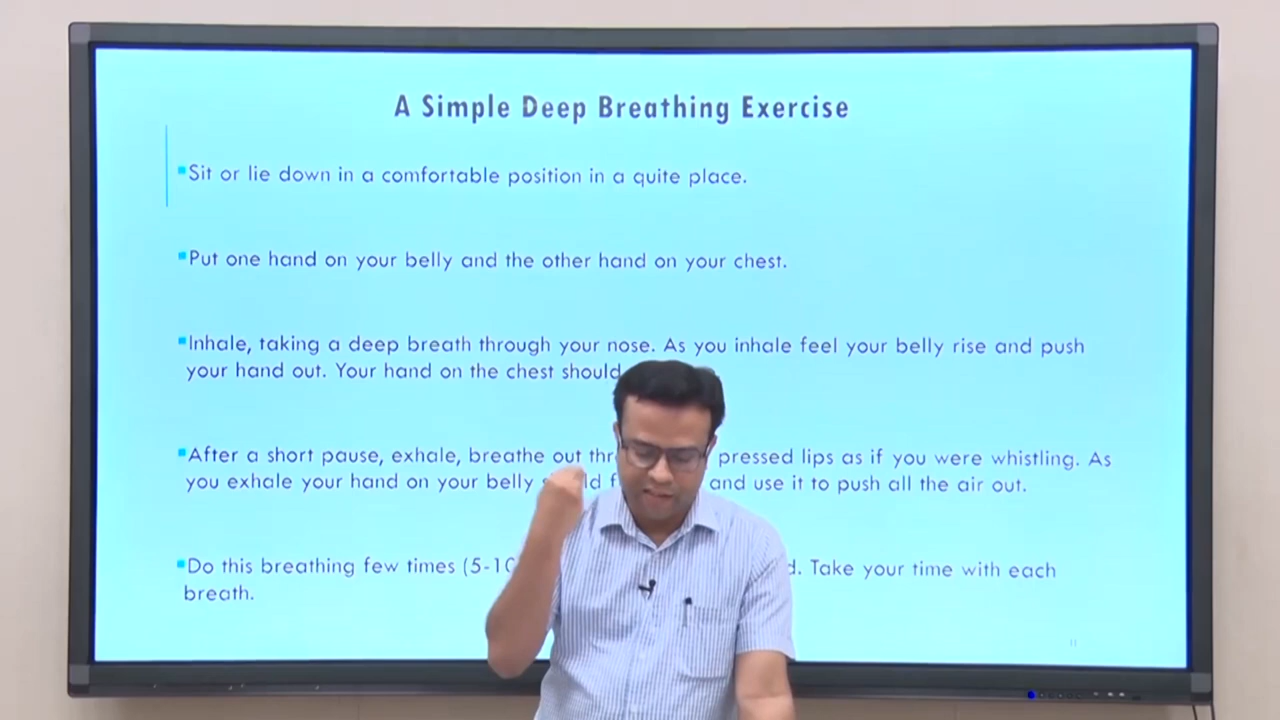 A Simple Deep Breathing Exercise
Sit or lie down in a comfortable position in a quite place.
Put one hand on your belly and the other hand on your chest.
Inhale, taking a deep breath through your nose. As you inhale feel your belly rise and push
your hand out. Your hand on the chest should
After a short pause, exhale, breathe out pressed lips as if you were whistling. As
you exhale your hand on your belly and use it to push all the air out.
Do this breathing few times (5-10 Take your time with each
breath.
11